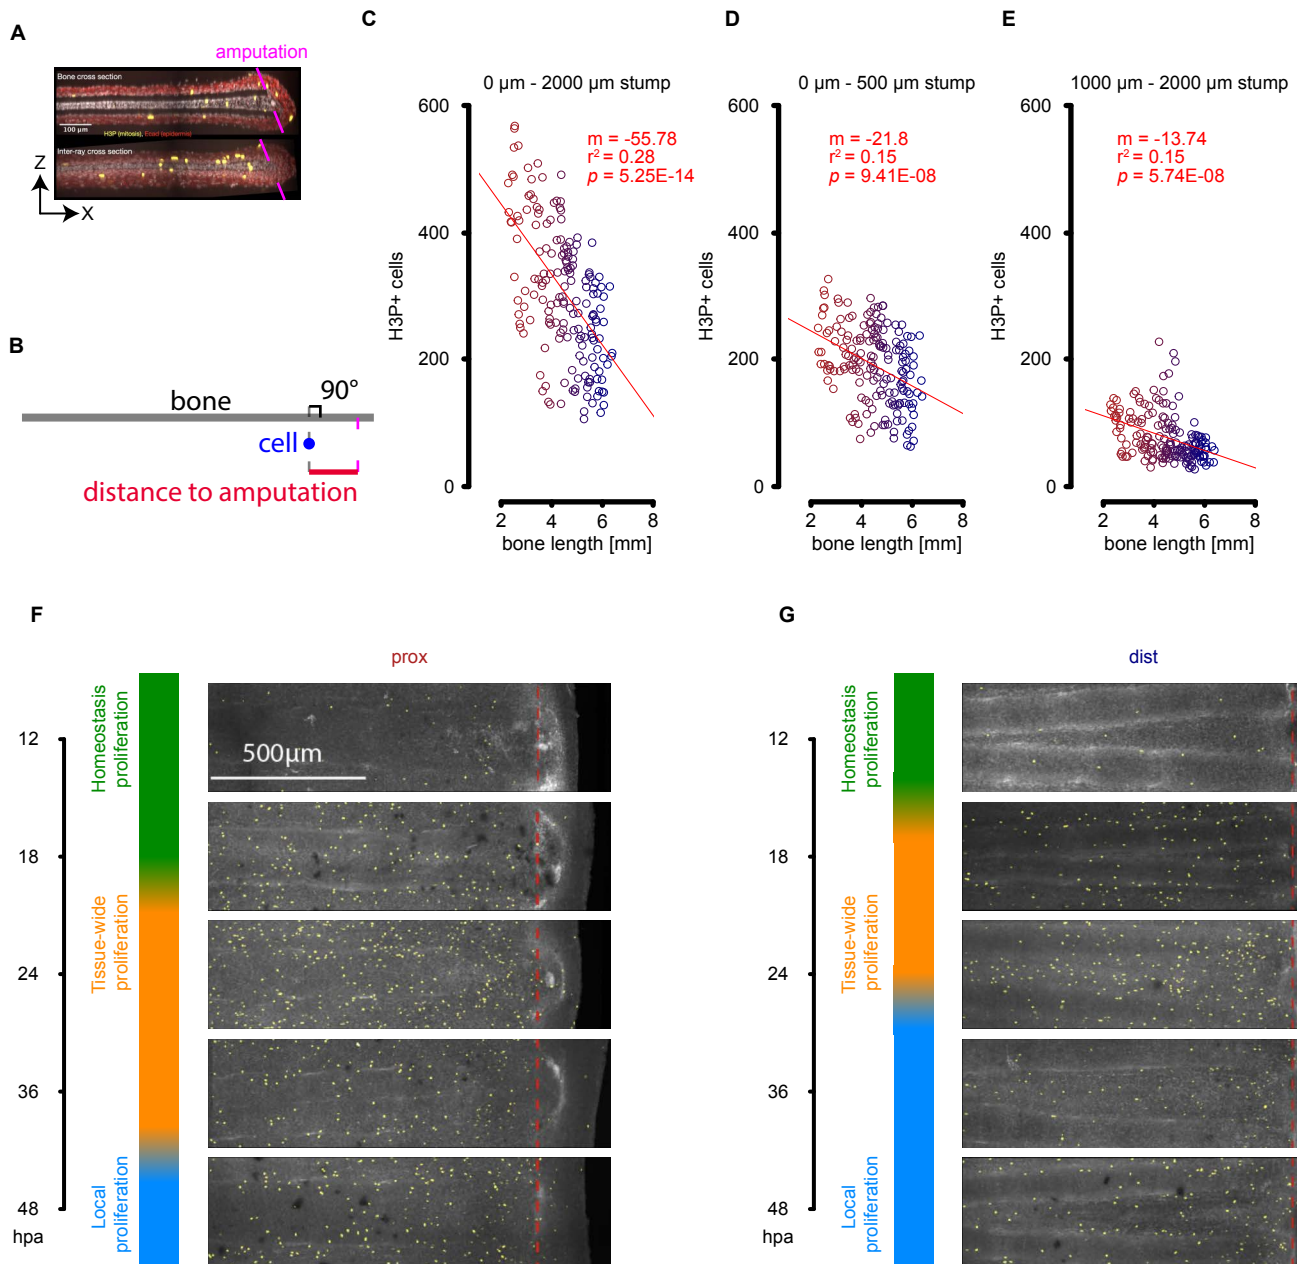 A
amputation
Bone cross section
100 µm
H3P (mitosis), Ecad (epidermis)
Inter-ray cross section
Z
X
B
bone
90°
cell
distance to amputation
C
0 µm - 2000 µm stump
m = -55.78
r² = 0.28
p = 5.25E-14
H3P+ cells
600
400
200
0
2 4 6 8
bone length [mm]
D
0 µm - 500 µm stump
m = -21.8
r² = 0.15
p = 9.41E-08
H3P+ cells
600
400
200
0
2 4 6 8
bone length [mm]
E
1000 µm - 2000 µm stump
m = -13.74
r² = 0.15
p = 5.74E-08
H3P+ cells
600
400
200
0
2 4 6 8
bone length [mm]
F
prox
Homeostasis
proliferation
Tissue-wide
proliferation
Local
proliferation
12
18
24
36
48
hpa
500µm
G
dist
Homeostasis
proliferation
Tissue-wide
proliferation
Local
proliferation
12
18
24
36
48
hpa